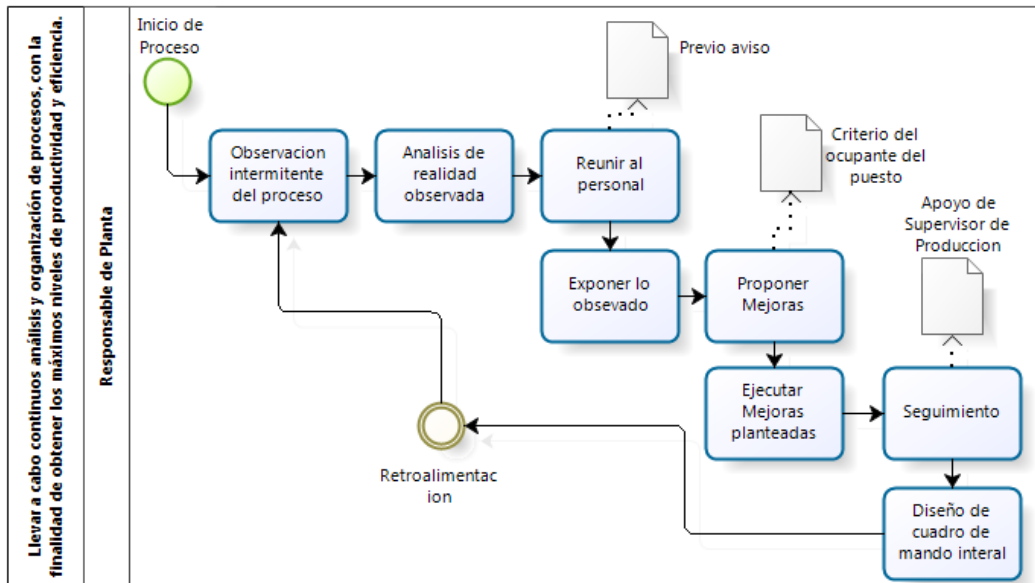 Llevar a cabo continuos análisis y organización de procesos, con la
finalidad de obtener los máximos niveles de productividad y eficiencia.
Responsable de Planta
Inicio de
Proceso
Observacion
intermitente
del proceso
Analisis de
realidad
observada
Reunir al
personal
Previo aviso
Exponer lo
obsevado
Proponer
Mejoras
Criterio del
ocupante del
puesto
Ejecutar
Mejoras
planteadas
Seguimiento
Apoyo de
Supervisor de
Produccion
Diseño de
cuadro de
mando interal
Retroalimentac
ion